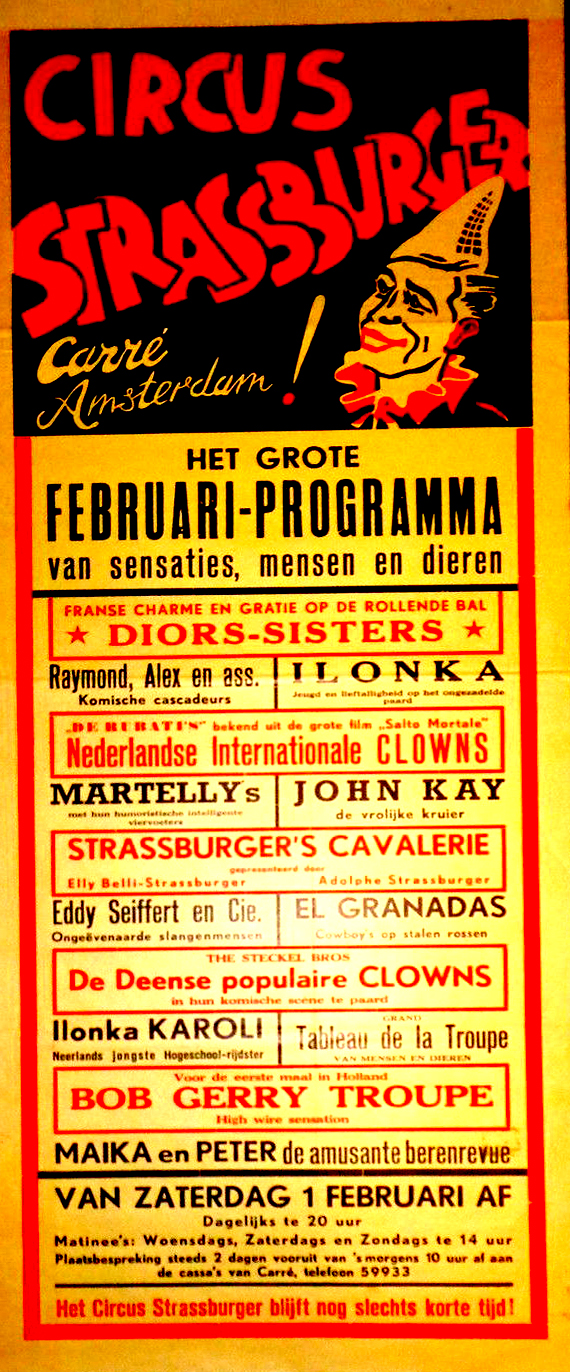 CIRCUS
STRASSBURGER
Carré
Amsterdam!
HET GROTE
FEBRUARI-PROGRAMMA
van sensaties, mensen en dieren
FRANSE CHARME EN GRATIE OP DE ROLLENDE BAL
★ DIORS-SISTERS ★
Raymond, Alex en ass.
Komische cascadeurs
ILONKA
Jeugd en lieftalligheid op het ongezadelde
paard
„DE RUBATI'S" bekend uit de grote film „Salto Mortale"
Nederlandse Internationale CLOWNS
MARTELLY's
met hun humoristische intelligente
viervoeters
JOHN KAY
de vrolijke kruier
STRASSBURGER'S CAVALERIE
gepresenteerd door
Elly Belli-Strassburger Adolphe Strassburger
Eddy Seiffert en Cie.
Ongeëvenaarde slangenmensen
EL GRANADAS
Cowboy's op stalen rossen
THE STECKEL BROS
De Deense populaire CLOWNS
in hun komische scène te paard
Ilonka KAROLI
Neerlands jongste Hogeschool-rijdster
GRAND
Tableau de la Troupe
VAN MENSEN EN DIEREN
Voor de eerste maal in Holland
BOB GERRY TROUPE
High wire sensation
MAIKA en PETER de amusante berenrevue
VAN ZATERDAG 1 FEBRUARI AF
Dagelijks te 20 uur
Matinee's: Woensdags, Zaterdags en Zondags te 14 uur
Plaatsbespreking steeds 2 dagen vooruit van 's morgens 10 uur af aan
de cassa's van Carré, telefoon 59933
Het Circus Strassburger blijft nog slechts korte tijd!